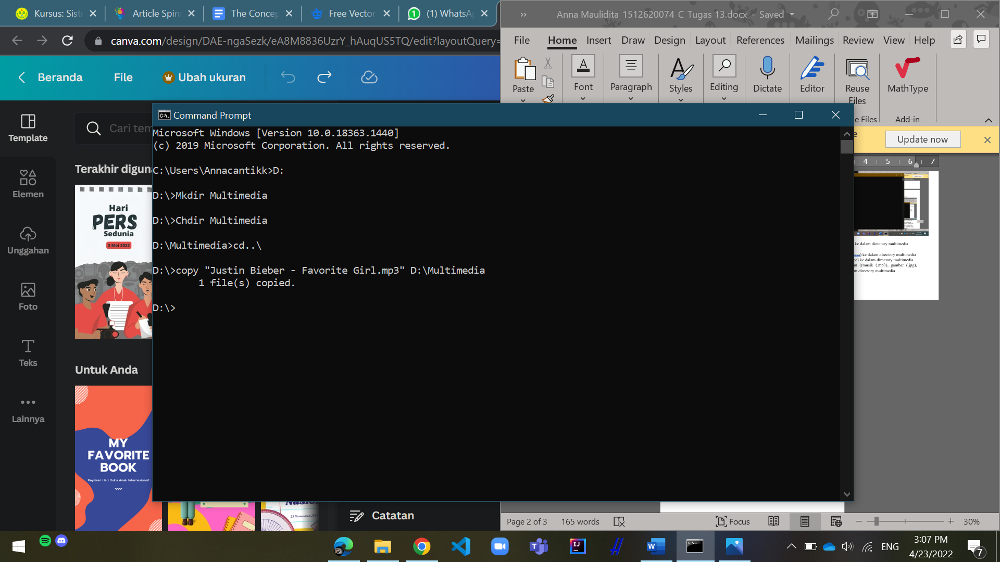 Kursus: Siste
Article Spin
The Concep
Free Vector
(1) WhatsA
canva.com/design/DAE-ngaSezk/eA8M8836UzrY_hAuqUS5TQ/edit?layoutQuery=
Beranda
File
Ubah ukuran
Template
Elemen
Unggahan
Foto
Teks
Lainnya
Cari tem
Terakhir diguna
Hari
PERS
Sedunia
3 Mei 2022
Untuk Anda
MY
FAVORITE
BOOK
Rayakan Hari Buku Anak Internasional!
25 November
Catatan
Anna Maulidita_1512620074_C_Tugas 13.docx - Saved
File Home Insert Draw Design Layout References Mailings Review View Help
Paste
Font
Paragraph
Styles
Editing
Dictate
Editor
Reuse
Files
MathType
e Files
Add-in
Update now
4 5 6 7
ke dalam directory multimedia
bar) ke dalam directory multimedia
oc) ke dalam directory multimedia
n ((musik (.mp3), gambar (.jpg),
m directory multimedia
Command Prompt
Microsoft Windows [Version 10.0.18363.1440]
(c) 2019 Microsoft Corporation. All rights reserved.
C:\Users\Annacantikk>D:
D:\>Mkdir Multimedia
D:\>Chdir Multimedia
D:\Multimedia>cd..\
D:\>copy "Justin Bieber - Favorite Girl.mp3" D:\Multimedia
1 file(s) copied.
D:\>
Page 2 of 3
165 words
Focus
30%
ENG
3:07 PM
4/23/2022
7